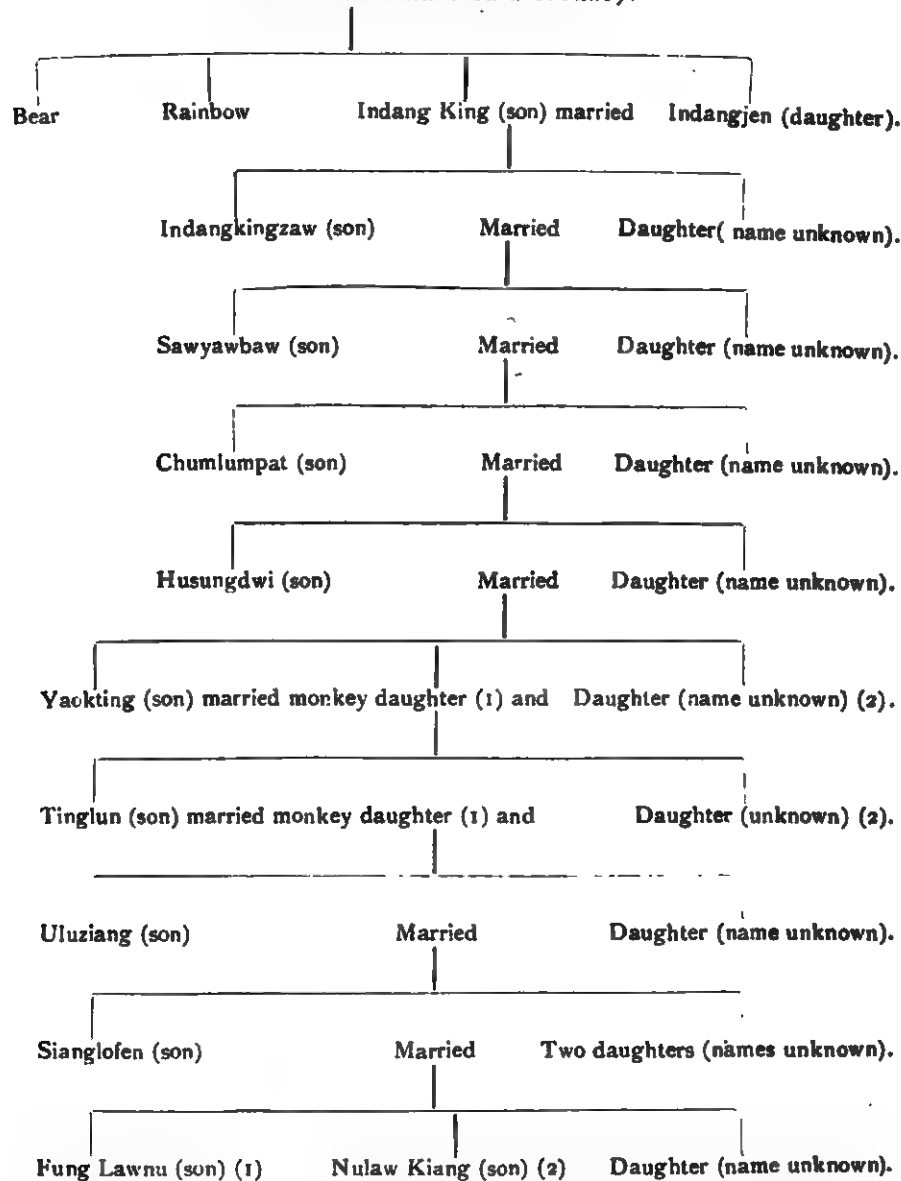 Bear Rainbow Indang King (son) married Indangjen (daughter).
Indangkingzaw (son) Married Daughter( name unknown).
Sawyawbaw (son) Married Daughter (name unknown).
Chumlumpat (son) Married Daughter (name unknown).
Husungdwi (son) Married Daughter (name unknown).
Yaokting (son) married monkey daughter (1) and Daughter (name unknown) (2).
Tinglun (son) married monkey daughter (1) and Daughter (unknown) (2).
Uluziang (son) Married Daughter (name unknown).
Sianglofen (son) Married Two daughters (names unknown).
Fung Lawnu (son) (1) Nulaw Kiang (son) (2) Daughter (name unknown).